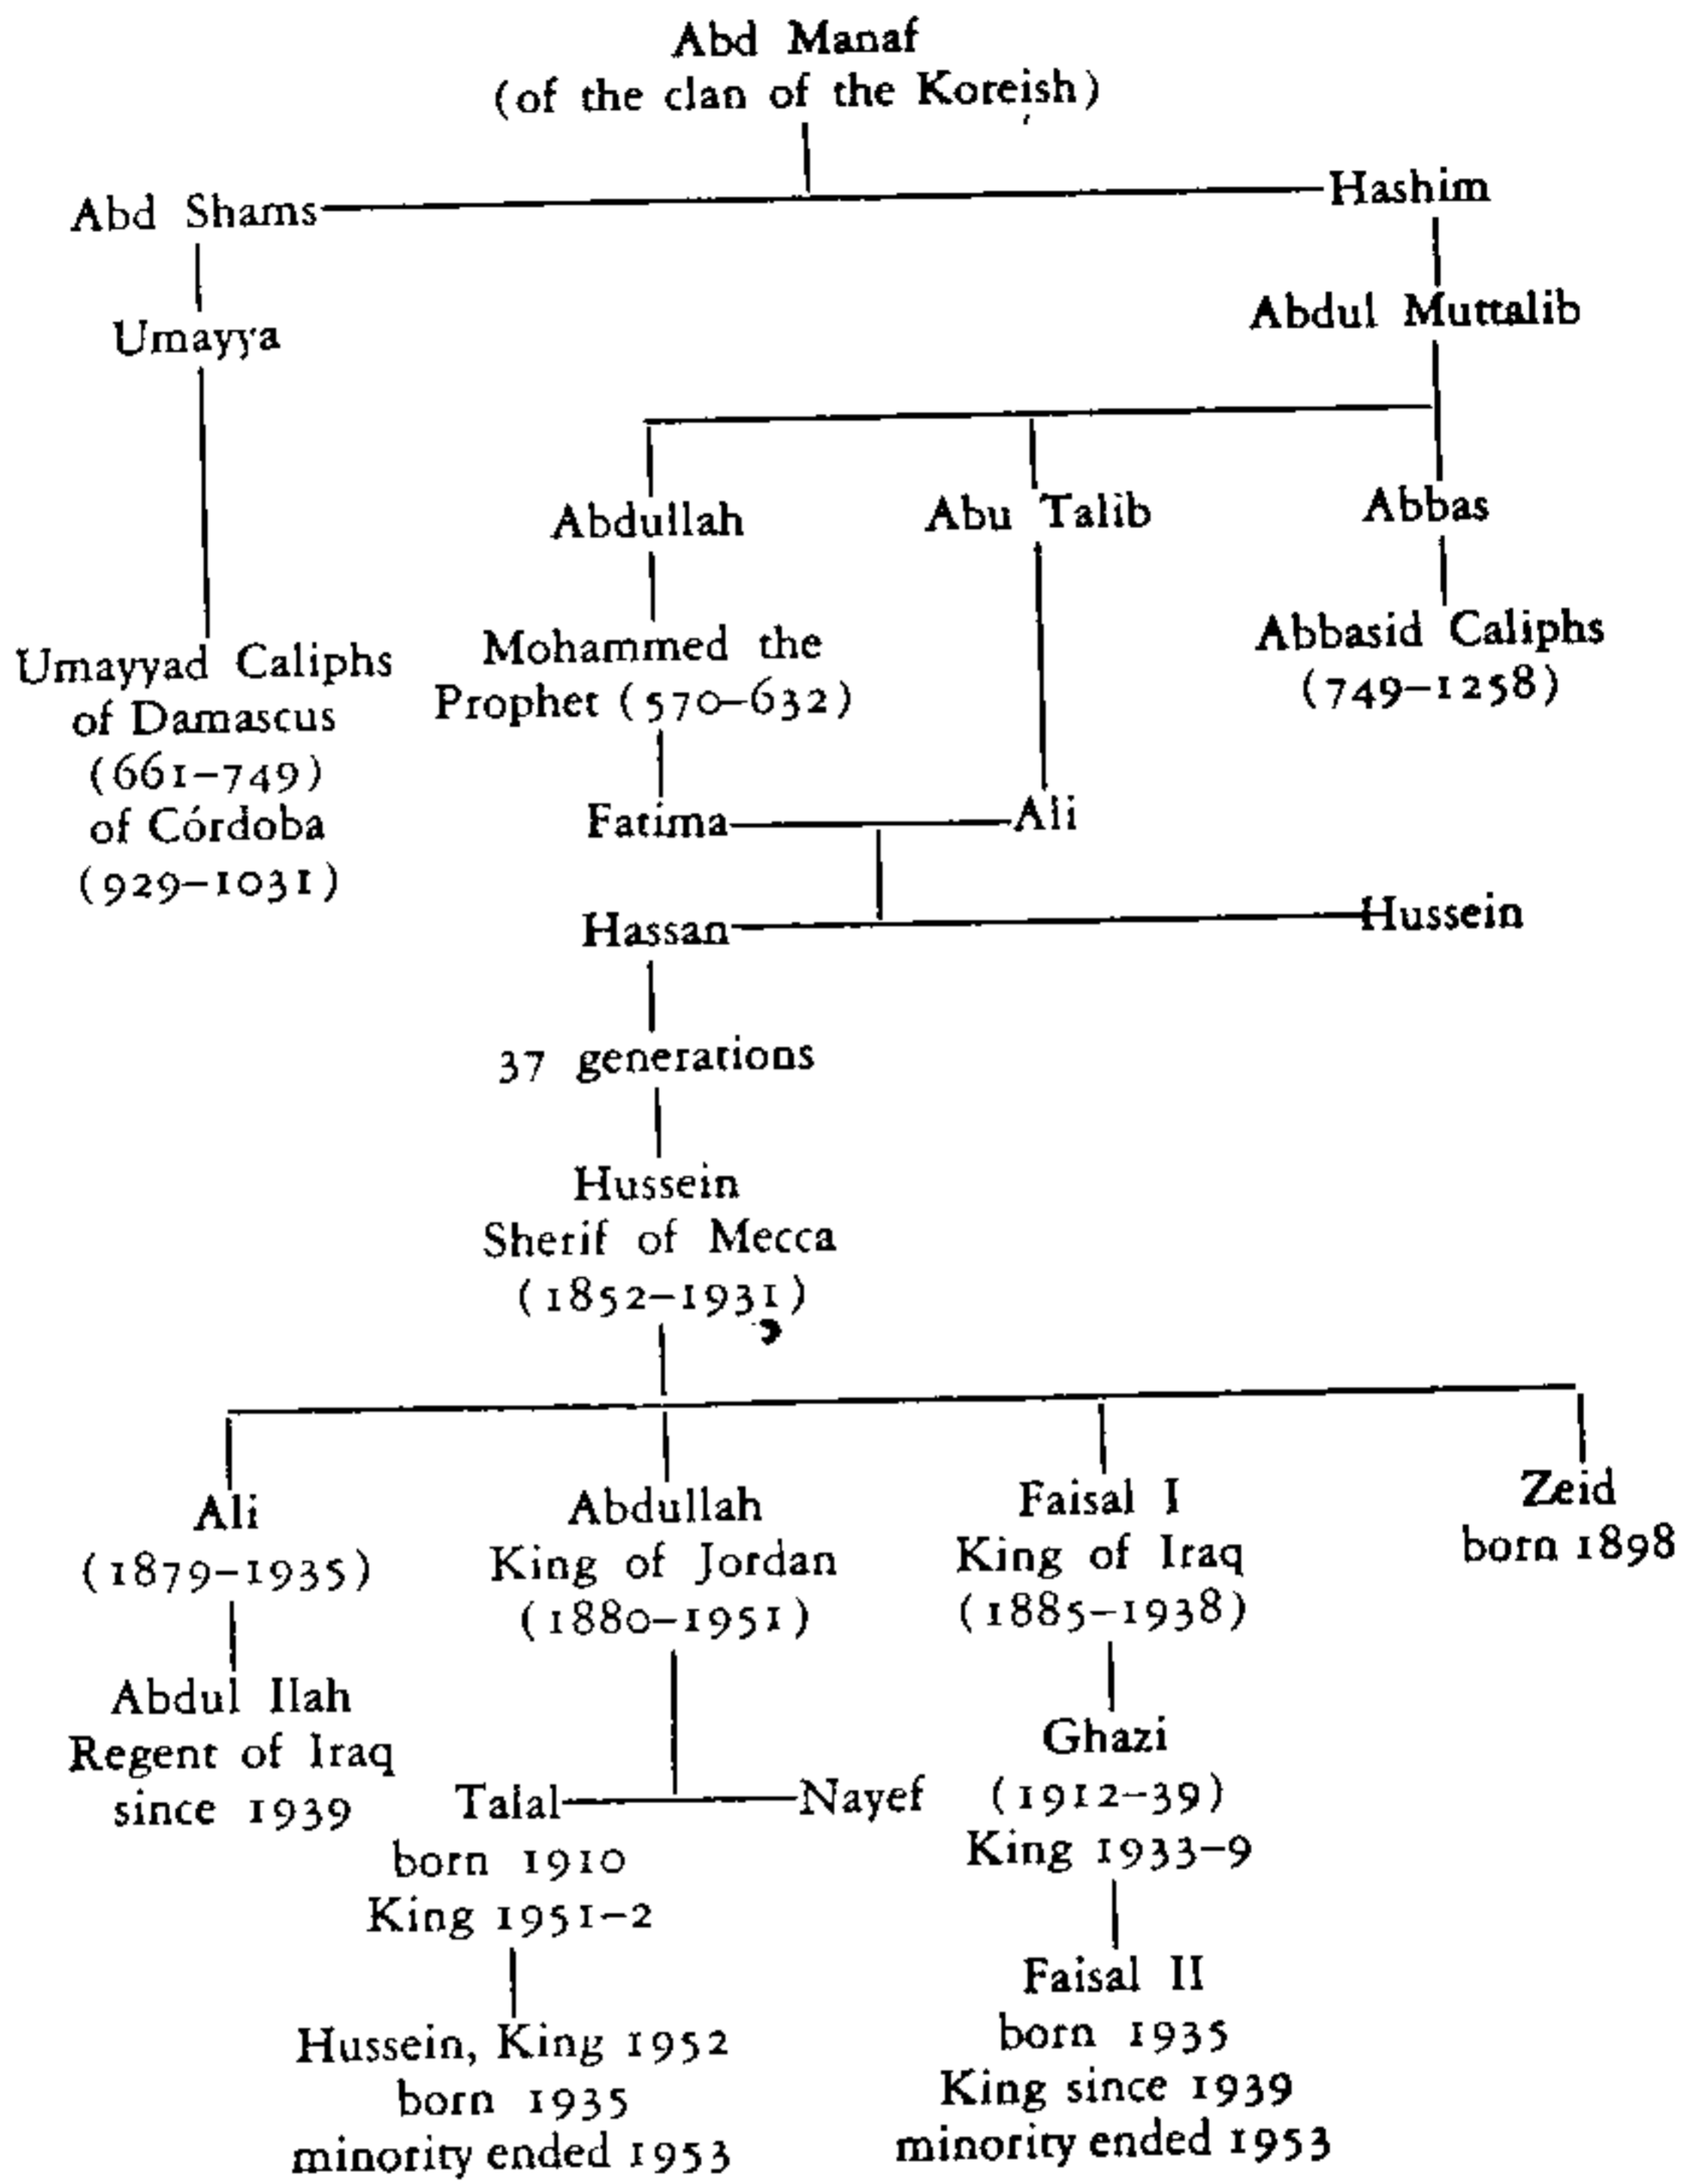 Abd Manaf
(of the clan of the Koreish)
Abd Shams
Hashim
Umayya
Abdul Muttalib
Abdullah
Abu Talib
Abbas
Umayyad Caliphs
of Damascus
(661–749)
of Córdoba
(929–1031)
Mohammed the
Prophet (570–632)
Abbasid Caliphs
(749–1258)
Fatima
Ali
Hassan
Hussein
37 generations
Hussein
Sherif of Mecca
(1852–1931)
Ali
(1879–1935)
Abdullah
King of Jordan
(1880–1951)
Faisal I
King of Iraq
(1885–1938)
Zeid
born 1898
Abdul Ilah
Regent of Iraq
since 1939
Talal
born 1910
King 1951–2
Nayef
Ghazi
(1912–39)
King 1933–9
Hussein, King 1952
born 1935
minority ended 1953
Faisal II
born 1935
King since 1939
minority ended 1953